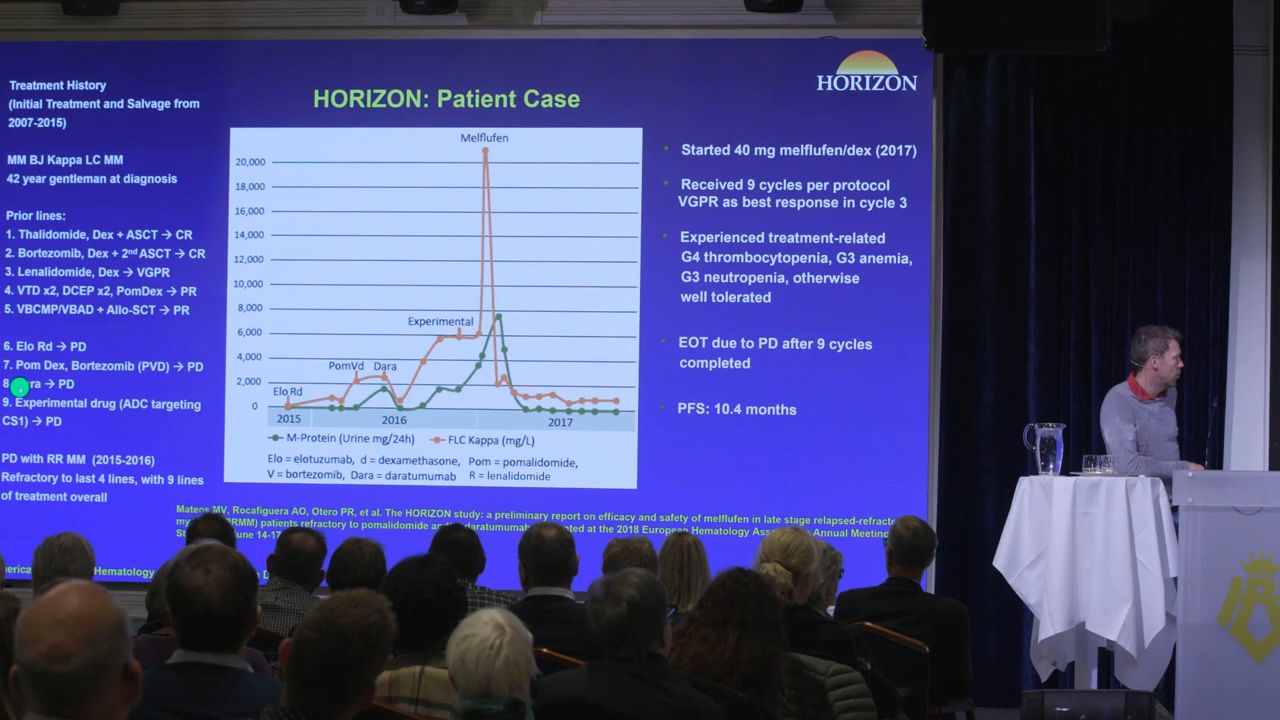 HORIZON
HORIZON: Patient Case
Treatment History
(Initial Treatment and Salvage from
2007-2015)
MM BJ Kappa LC MM
42 year gentleman at diagnosis
Prior lines:
1. Thalidomide, Dex + ASCT → CR
2. Bortezomib, Dex + 2nd ASCT → CR
3. Lenalidomide, Dex → VGPR
4. VTD x2, DCEP x2, PomDex → PR
5. VBCMP/VBAD + Allo-SCT → PR
6. Elo Rd → PD
7. Pom Dex, Bortezomib (PVD) → PD
8 → PD
9. Experimental drug (ADC targeting
CS1) → PD
PD with RR MM (2015-2016)
Refractory to last 4 lines, with 9 lines
of treatment overall
Melflufen
20,000
18,000
16,000
14,000
12,000
10,000
8,000
6,000
4,000
2,000
0
Experimental
PomVd Dara
Elo Rd
2015 2016 2017
M-Protein (Urine mg/24h) FLC Kappa (mg/L)
Elo = elotuzumab, d = dexamethasone, Pom = pomalidomide,
V = bortezomib, Dara = daratumumab R = lenalidomide
• Started 40 mg melflufen/dex (2017)
• Received 9 cycles per protocol
VGPR as best response in cycle 3
• Experienced treatment-related
G4 thrombocytopenia, G3 anemia,
G3 neutropenia, otherwise
well tolerated
• EOT due to PD after 9 cycles
completed
• PFS: 10.4 months
Mateos MV, Rocafiguera AO, Otero PR, et al. The HORIZON study: a preliminary report on efficacy and safety of melflufen in late stage relapsed-refracto
patients refractory to pomalidomide daratumumab at the 2018 European Hematology Annual Meeting
June 14-17
Hematology